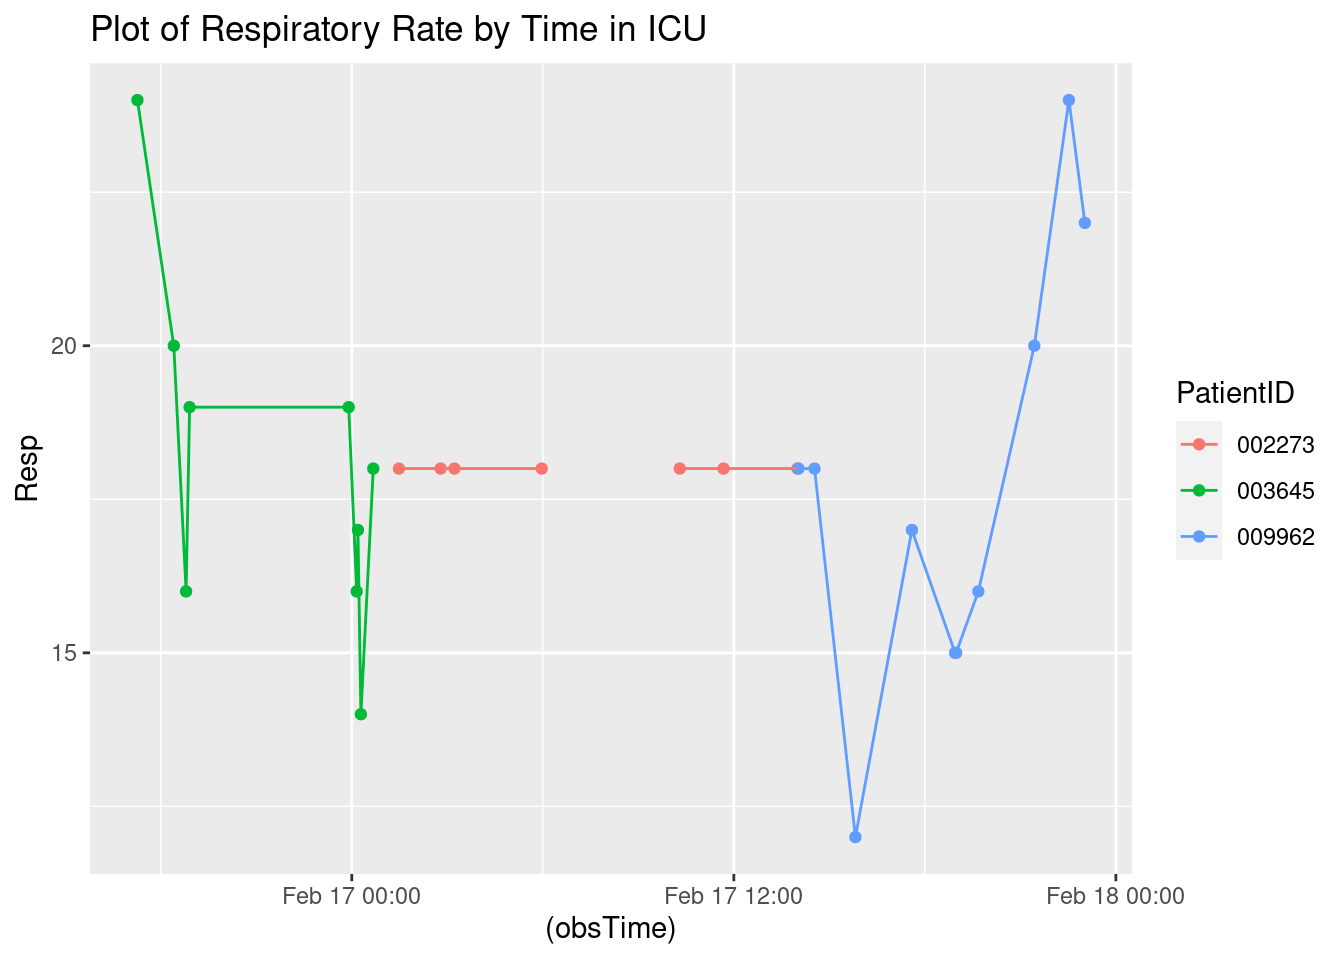 Plot of Respiratory Rate by Time in ICU
Resp
20
15
Feb 17 00:00
Feb 17 12:00
Feb 18 00:00
(obsTime)
PatientID
002273
003645
009962